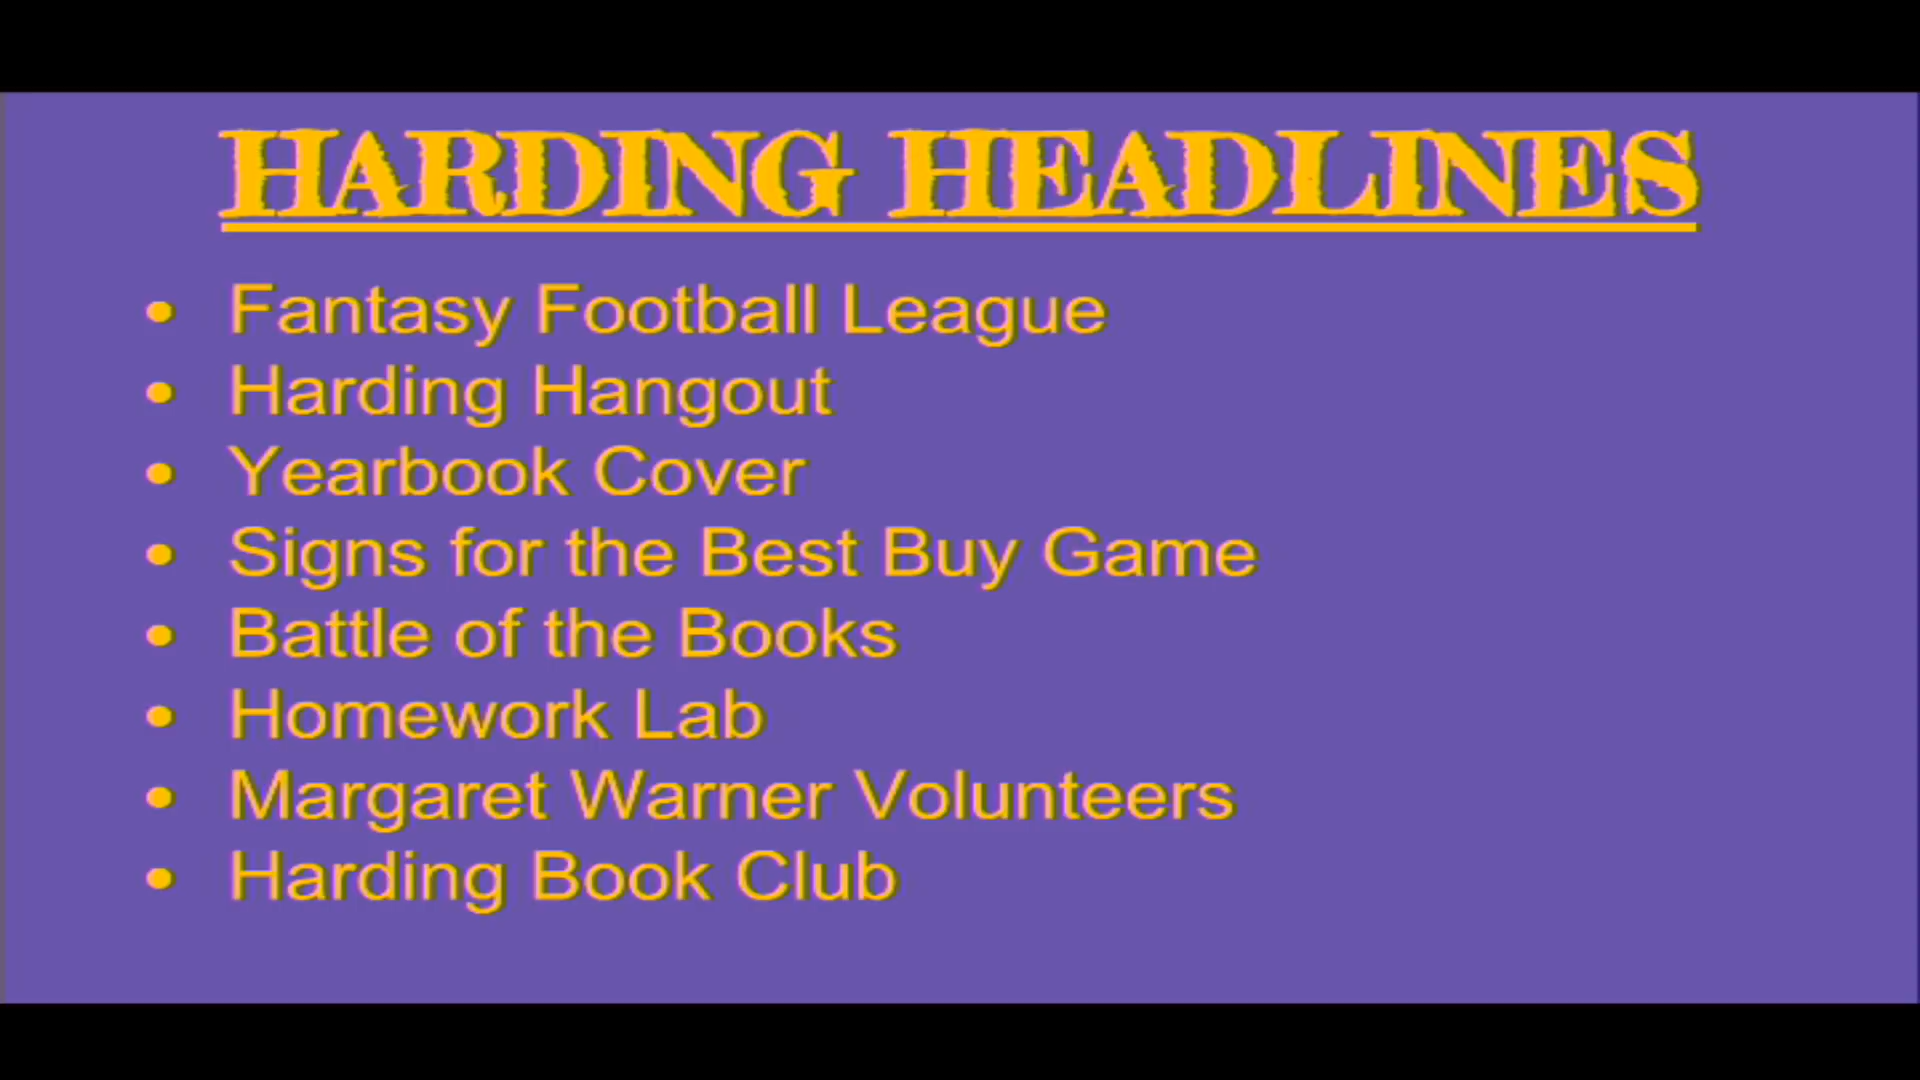 HARDING HEADLINES
• Fantasy Football League
• Harding Hangout
• Yearbook Cover
• Signs for the Best Buy Game
• Battle of the Books
• Homework Lab
• Margaret Warner Volunteers
• Harding Book Club